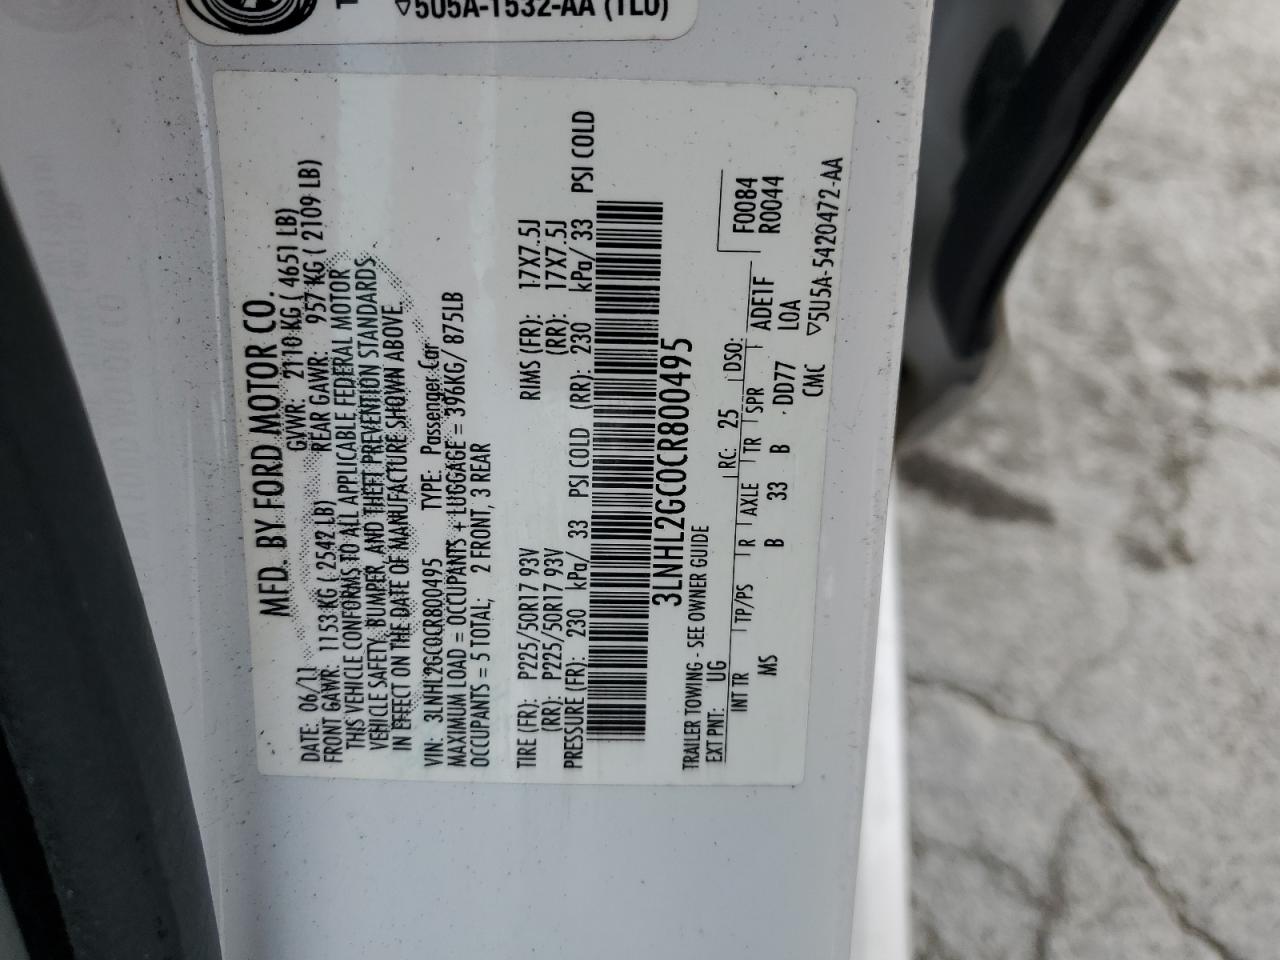 ▽5U5A-1532-AA (TLU)
MFD. BY FORD MOTOR CO.
DATE: 06/11 GVWR: 2110 KG ( 4651 LB)
FRONT GAWR: 1153 KG ( 2542 LB) REAR GAWR: 957 KG ( 2109 LB)
THIS VEHICLE CONFORMS TO ALL APPLICABLE FEDERAL MOTOR
VEHICLE SAFETY, BUMPER, AND THEFT PREVENTION STANDARDS
IN EFFECT ON THE DATE OF MANUFACTURE SHOWN ABOVE.
VIN: 3LNHL2GC0CR800495 TYPE: Passenger Car
MAXIMUM LOAD = OCCUPANTS + LUGGAGE = 396KG/ 875LB
OCCUPANTS = 5 TOTAL, 2 FRONT, 3 REAR
TIRE (FR): P225/50R17 93V RIMS (FR): 17X7.5J
(RR): P225/50R17 93V (RR): 17X7.5J
PRESSURE (FR): 230 kPa/ 33 PSI COLD (RR): 230 kPa/ 33 PSI COLD
3LNHL2GC0CR800495
TRAILER TOWING - SEE OWNER GUIDE
EXT PNT: UG RC: 25 DSO: F0084
R0044
INT TR TP/PS R AXLE TR SPR
MS B 33 B DD77 ADE1F
CMC LOA
▽5U5A-5420472-AA